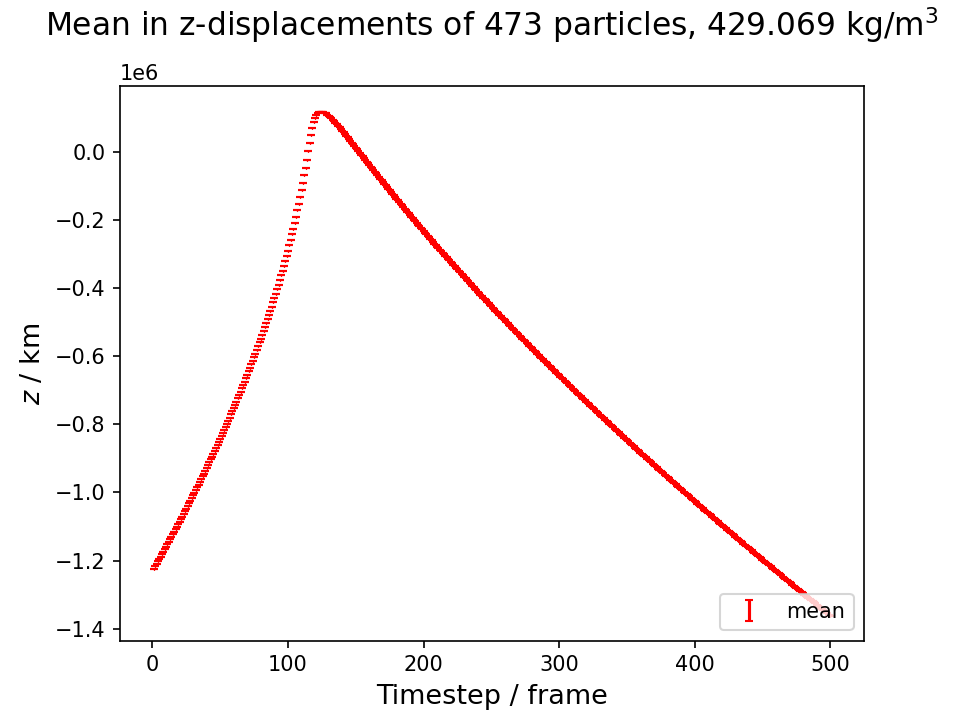 Mean in z-displacements of 473 particles, 429.069 kg/m³
1e6
0.0
−0.2
−0.4
−0.6
−0.8
−1.0
−1.2
−1.4
z / km
mean
0 100 200 300 400 500
Timestep / frame